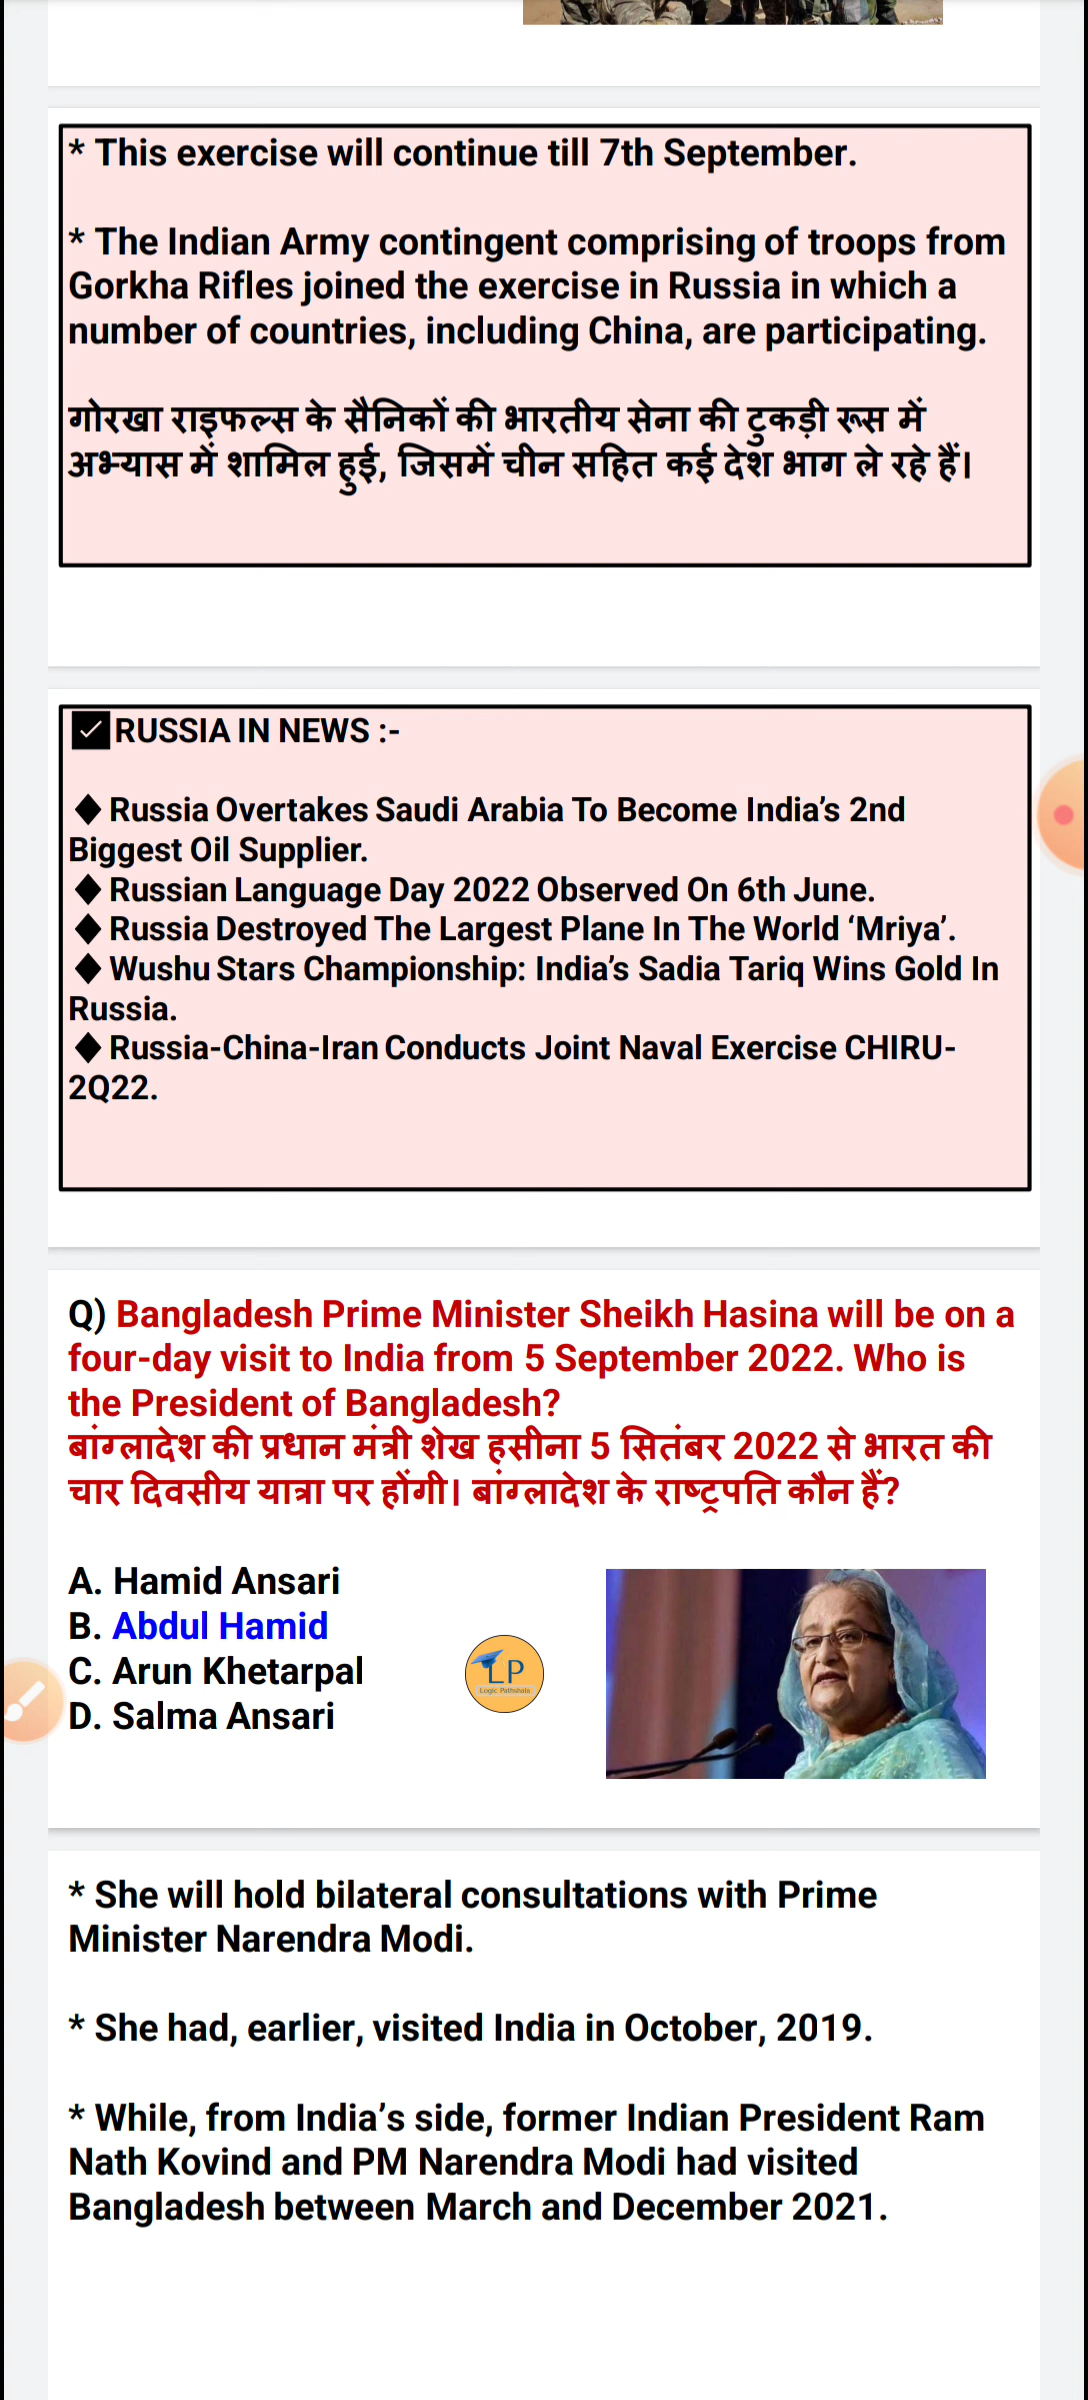 * This exercise will continue till 7th September.
* The Indian Army contingent comprising of troops from
Gorkha Rifles joined the exercise in Russia in which a
number of countries, including China, are participating.
गोरखा राइफल्स के सैनिकों की भारतीय सेना की टुकड़ी रूस में
अभ्यास में शामिल हुई, जिसमें चीन सहित कई देश भाग ले रहे हैं।
RUSSIA IN NEWS :-
♦ Russia Overtakes Saudi Arabia To Become India’s 2nd
Biggest Oil Supplier.
♦ Russian Language Day 2022 Observed On 6th June.
♦ Russia Destroyed The Largest Plane In The World ‘Mriya’.
♦ Wushu Stars Championship: India’s Sadia Tariq Wins Gold In
Russia.
♦ Russia-China-Iran Conducts Joint Naval Exercise CHIRU-
2Q22.
Q) Bangladesh Prime Minister Sheikh Hasina will be on a
four-day visit to India from 5 September 2022. Who is
the President of Bangladesh?
बांग्लादेश की प्रधान मंत्री शेख हसीना 5 सितंबर 2022 से भारत की
चार दिवसीय यात्रा पर होंगी। बांग्लादेश के राष्ट्रपति कौन हैं?
A. Hamid Ansari
B. Abdul Hamid
C. Arun Khetarpal
D. Salma Ansari
LP
Logic Pathshala
* She will hold bilateral consultations with Prime
Minister Narendra Modi.
* She had, earlier, visited India in October, 2019.
* While, from India’s side, former Indian President Ram
Nath Kovind and PM Narendra Modi had visited
Bangladesh between March and December 2021.